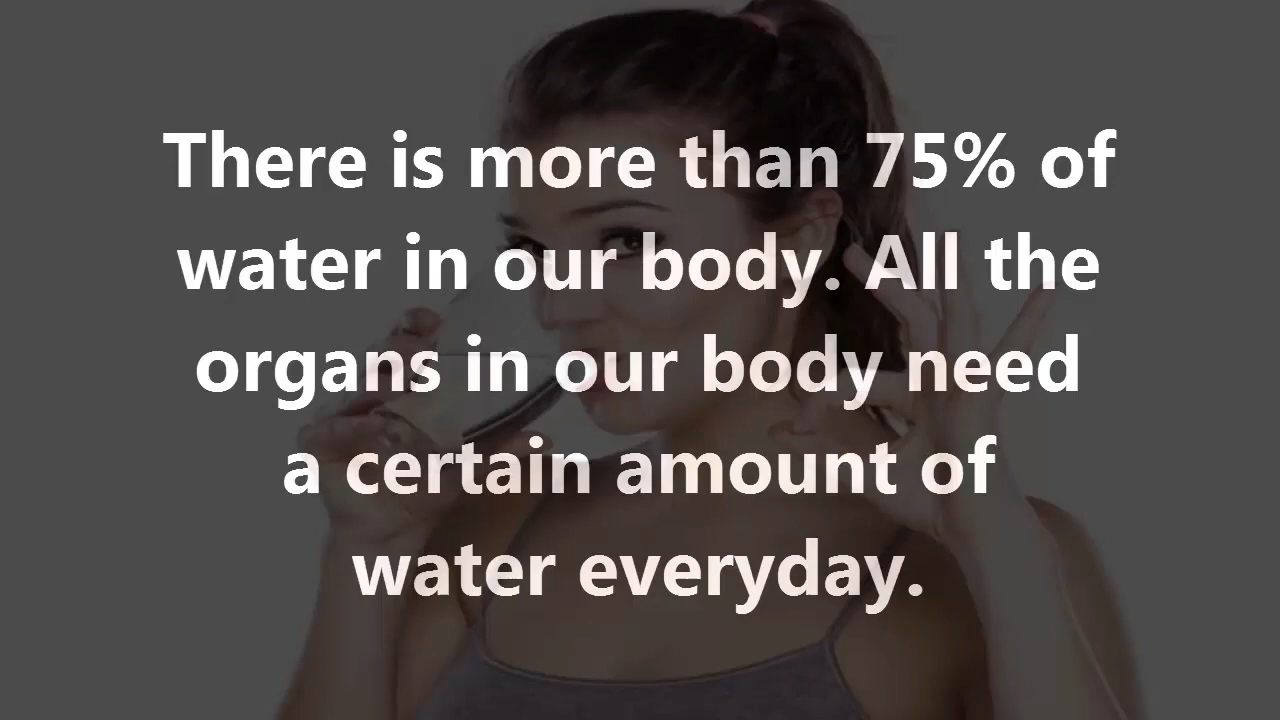 There is more than 75% of
water in our body. All the
organs in our body need
a certain amount of
water everyday.